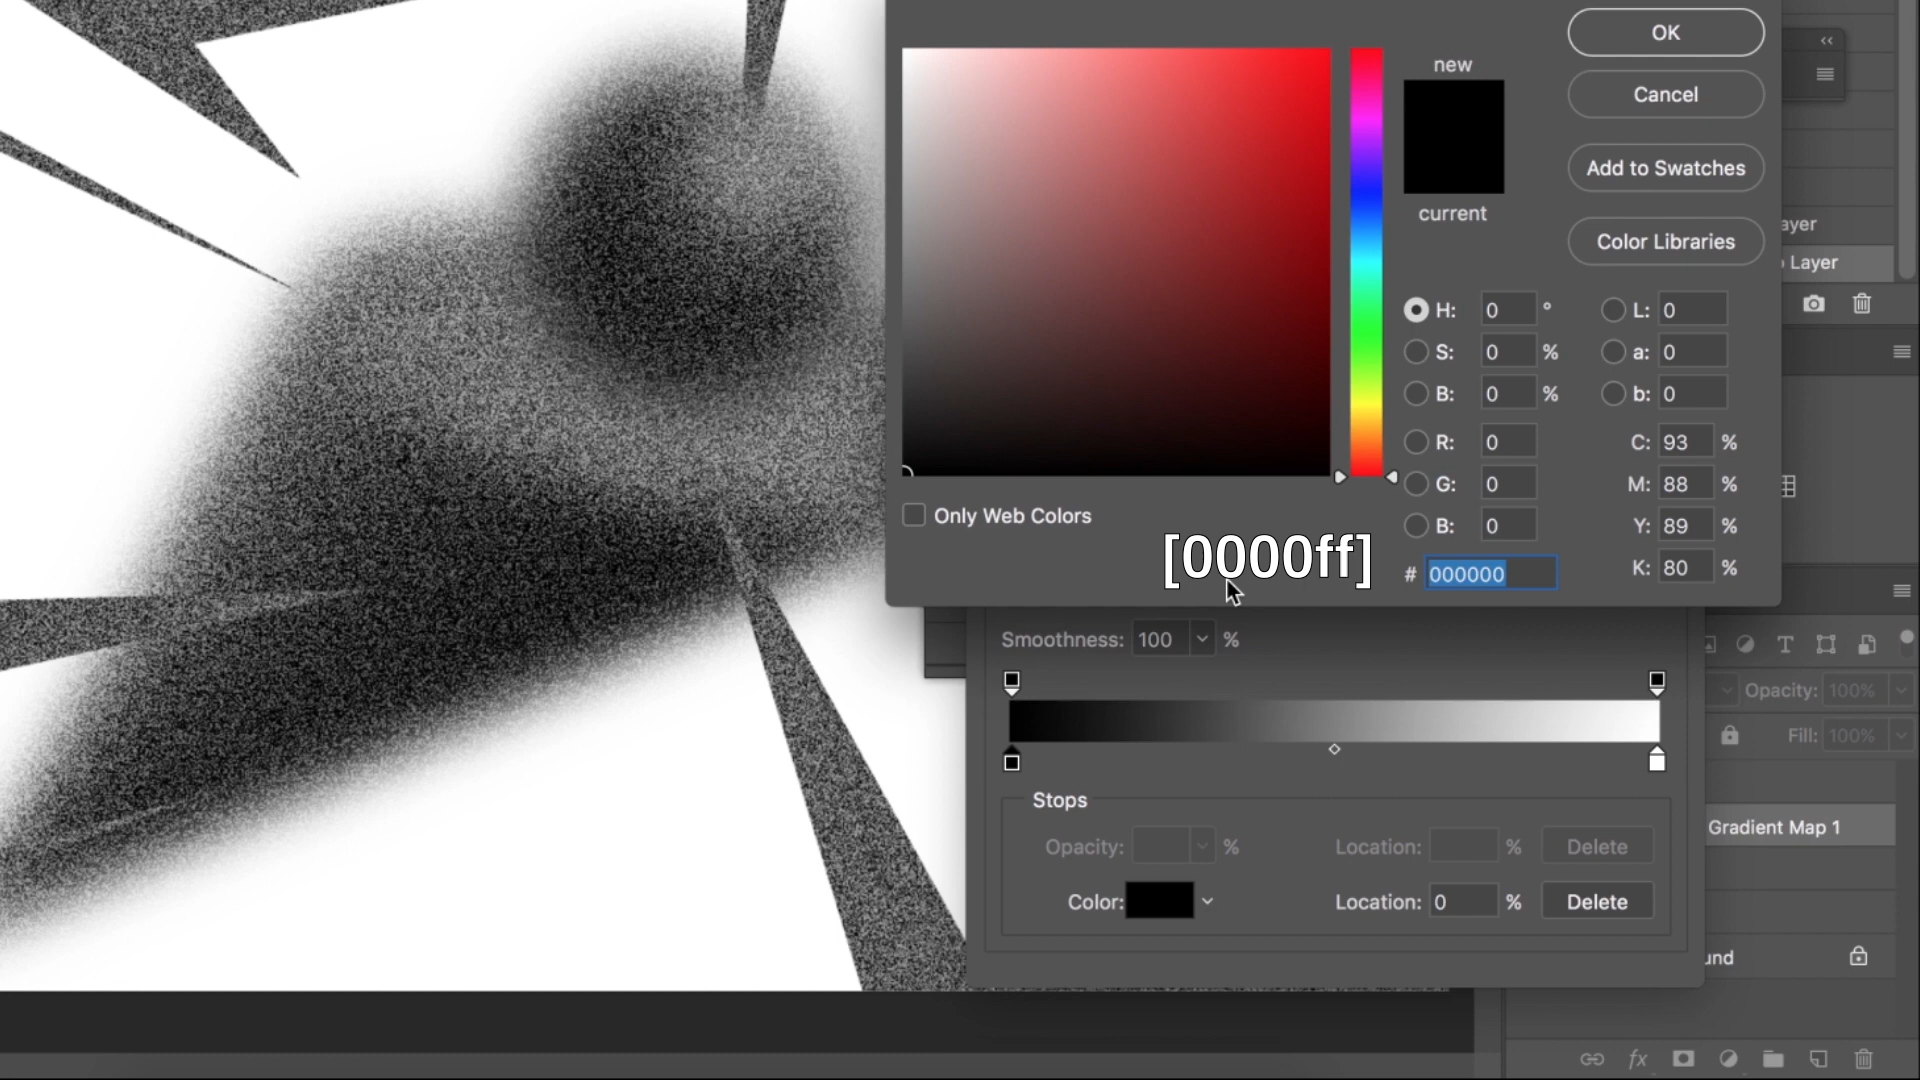 OK
new
Cancel
Add to Swatches
current
Color Libraries
ayer
Layer
H: 0 °
L: 0
S: 0 %
a: 0
B: 0 %
b: 0
R: 0
C: 93 %
G: 0
M: 88 %
B: 0
Y: 89 %
# 000000
K: 80 %
Only Web Colors
[0000ff]
Smoothness: 100 %
Opacity: 100%
Fill: 100%
Stops
Opacity: %
Location: %
Delete
Color:
Location: 0 %
Delete
Gradient Map 1
und
fx